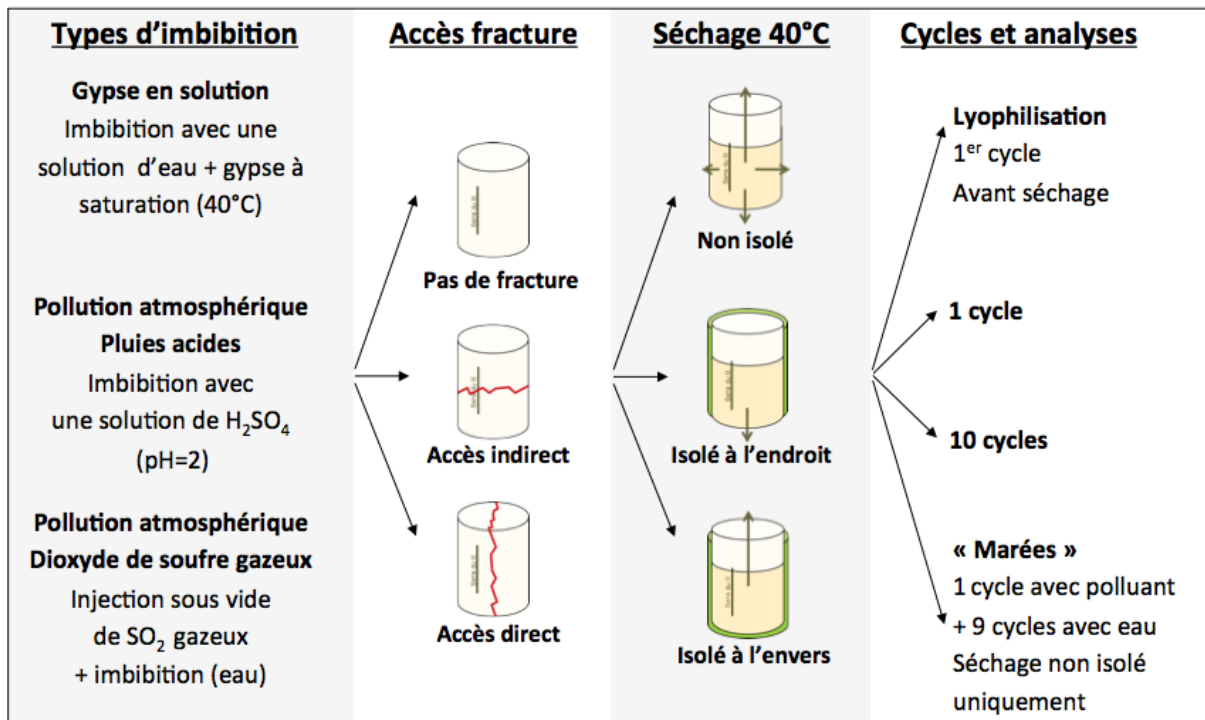 Types d’imbibition
Gypse en solution
Imbibition avec une
solution d’eau + gypse à
saturation (40°C)
Pollution atmosphérique
Pluies acides
Imbibition avec
une solution de H₂SO₄
(pH=2)
Pollution atmosphérique
Dioxyde de soufre gazeux
Injection sous vide
de SO₂ gazeux
+ imbibition (eau)
Accès fracture
Pas de fracture
Accès indirect
Accès direct
Séchage 40°C
Non isolé
Isolé à l’endroit
Isolé à l’envers
Cycles et analyses
Lyophilisation
1er cycle
Avant séchage
1 cycle
10 cycles
« Marées »
1 cycle avec polluant
+ 9 cycles avec eau
Séchage non isolé
uniquement